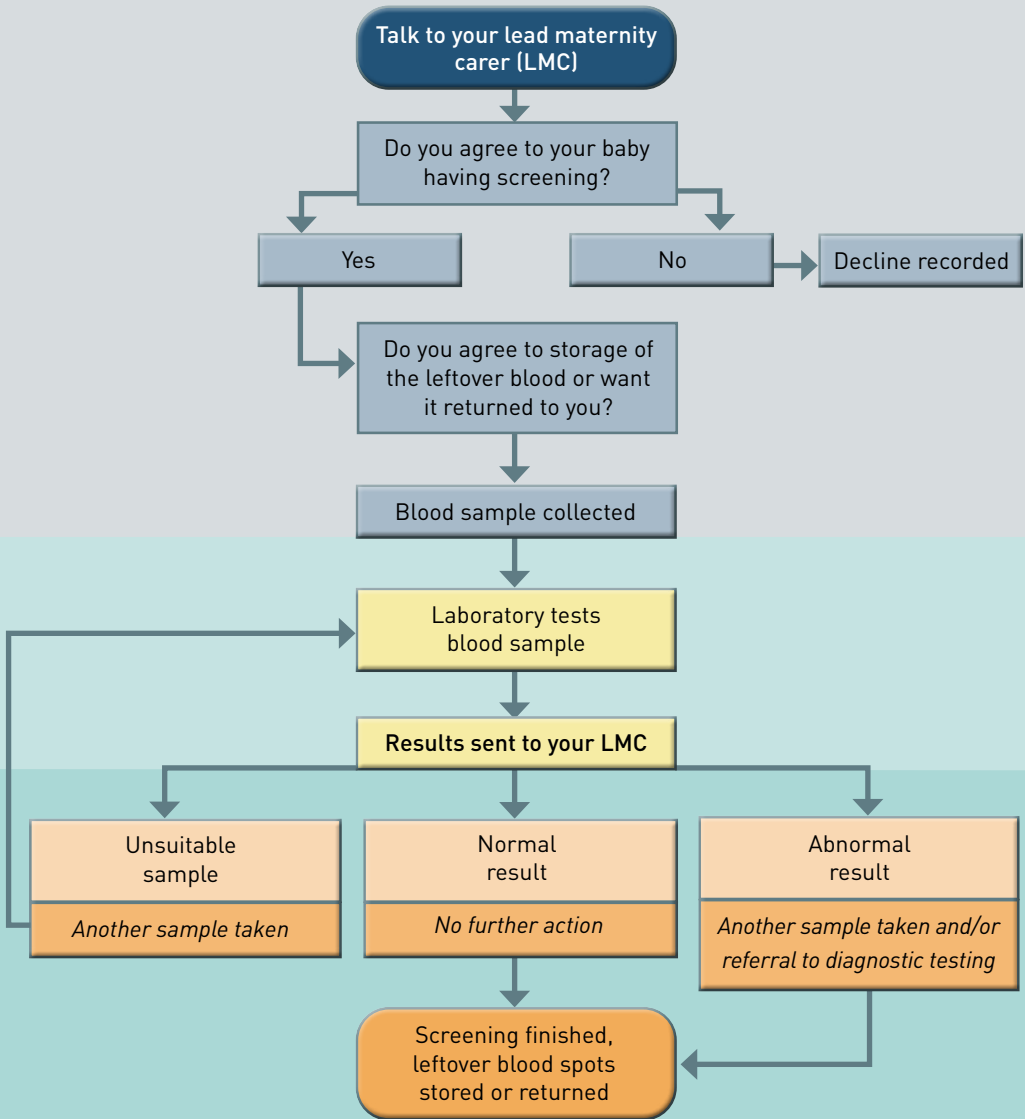 Talk to your lead maternity
carer (LMC)
Do you agree to your baby
having screening?
Yes
No
Decline recorded
Do you agree to storage of
the leftover blood or want
it returned to you?
Blood sample collected
Laboratory tests
blood sample
Results sent to your LMC
Unsuitable
sample
Another sample taken
Normal
result
No further action
Abnormal
result
Another sample taken and/or
referral to diagnostic testing
Screening finished,
leftover blood spots
stored or returned